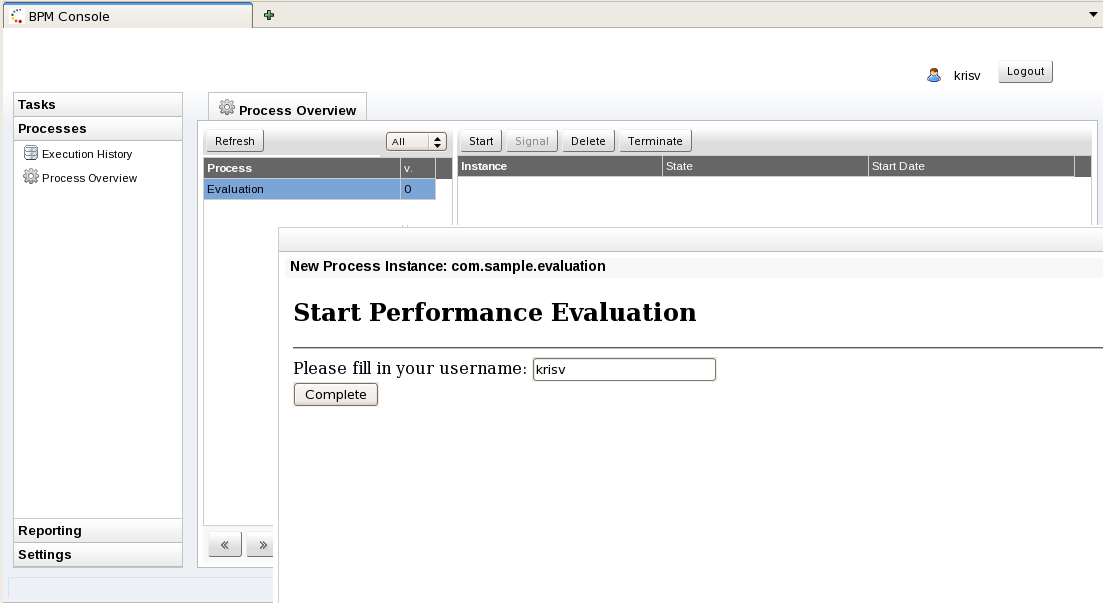 BPM Console
krisv
Logout
Tasks
Processes
Execution History
Process Overview
Reporting
Settings
Process Overview
Refresh
All
Start
Signal
Delete
Terminate
Process v.
Evaluation 0
Instance State Start Date
« »
New Process Instance: com.sample.evaluation
Start Performance Evaluation
Please fill in your username: krisv
Complete